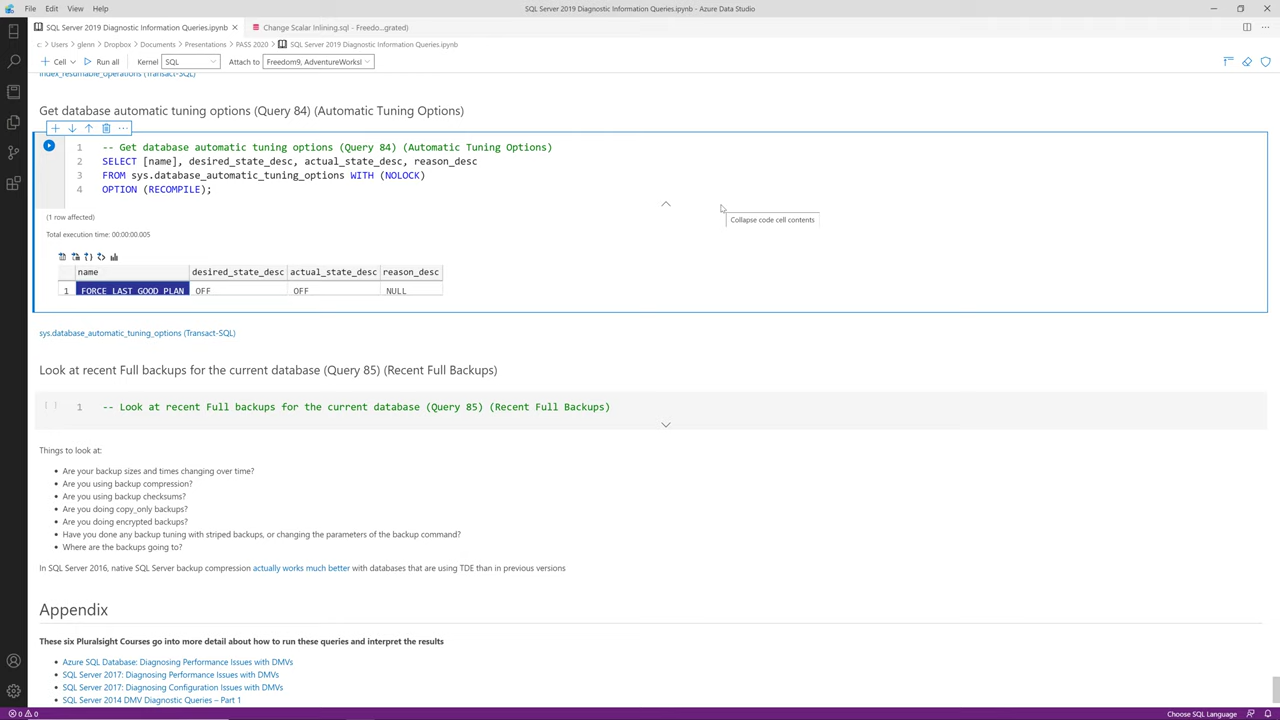 File Edit View Help
SQL Server 2019 Diagnostic Information Queries.ipynb - Azure Data Studio
SQL Server 2019 Diagnostic Information Queries.ipynb
Change Scalar Inlining.sql - Freedo...grated)
c: > Users > glenn > Dropbox > Documents > Presentations > PASS 2020 > SQL Server 2019 Diagnostic Information Queries.ipynb
+ Cell Run all Kernel SQL Attach to Freedom9, AdventureWorksI
index_resumable_operations (Transact-SQL)
Get database automatic tuning options (Query 84) (Automatic Tuning Options)
1 -- Get database automatic tuning options (Query 84) (Automatic Tuning Options)
2 SELECT [name], desired_state_desc, actual_state_desc, reason_desc
3 FROM sys.database_automatic_tuning_options WITH (NOLOCK)
4 OPTION (RECOMPILE);
Collapse code cell contents
(1 row affected)
Total execution time: 00:00:00.005
name desired_state_desc actual_state_desc reason_desc
1 FORCE_LAST_GOOD_PLAN OFF OFF NULL
sys.database_automatic_tuning_options (Transact-SQL)
Look at recent Full backups for the current database (Query 85) (Recent Full Backups)
[ ] 1 -- Look at recent Full backups for the current database (Query 85) (Recent Full Backups)
Things to look at:
• Are your backup sizes and times changing over time?
• Are you using backup compression?
• Are you using backup checksums?
• Are you doing copy_only backups?
• Are you doing encrypted backups?
• Have you done any backup tuning with striped backups, or changing the parameters of the backup command?
• Where are the backups going to?
In SQL Server 2016, native SQL Server backup compression actually works much better with databases that are using TDE than in previous versions
Appendix
These six Pluralsight Courses go into more detail about how to run these queries and interpret the results
• Azure SQL Database: Diagnosing Performance Issues with DMVs
• SQL Server 2017: Diagnosing Performance Issues with DMVs
• SQL Server 2017: Diagnosing Configuration Issues with DMVs
• SQL Server 2014 DMV Diagnostic Queries – Part 1
0 0
Choose SQL Language